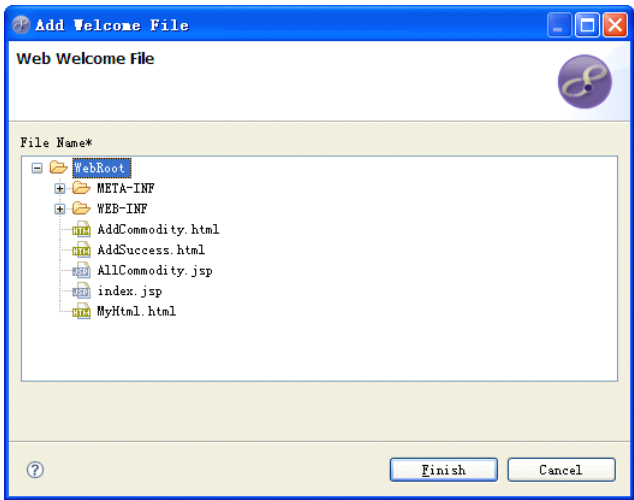 Add Welcome File
Web Welcome File
File Name*
WebRoot
META-INF
WEB-INF
AddCommodity.html
AddSuccess.html
AllCommodity.jsp
index.jsp
MyHtml.html
Finish
Cancel